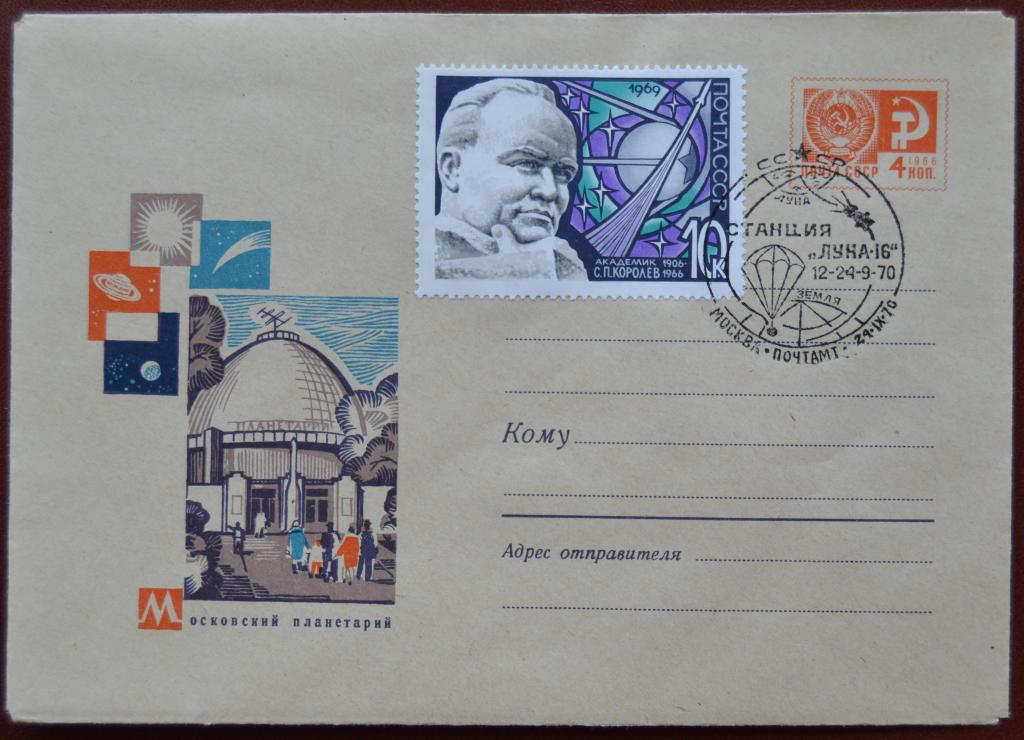 1969
ПОЧТА СССР
АКАДЕМИК 1906-
С.П.КОРОЛЕВ 1966
10к
1966
ПОЧТА СССР 4 КОП.
СССР
ЛУНА
СТАНЦИЯ
„ЛУНА-16"
12-24-9-70
ЗЕМЛЯ
МОСКВА • ПОЧТАМТ • 24-IX-70
ПЛАНЕТАРИЙ
Кому
Адрес отправителя
Московский планетарий